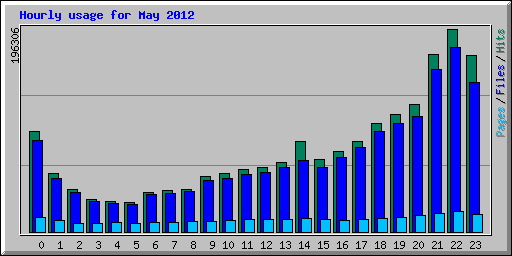 Hourly usage for May 2012
196306
Pages/Files/Hits
0 1 2 3 4 5 6 7 8 9 10 11 12 13 14 15 16 17 18 19 20 21 22 23